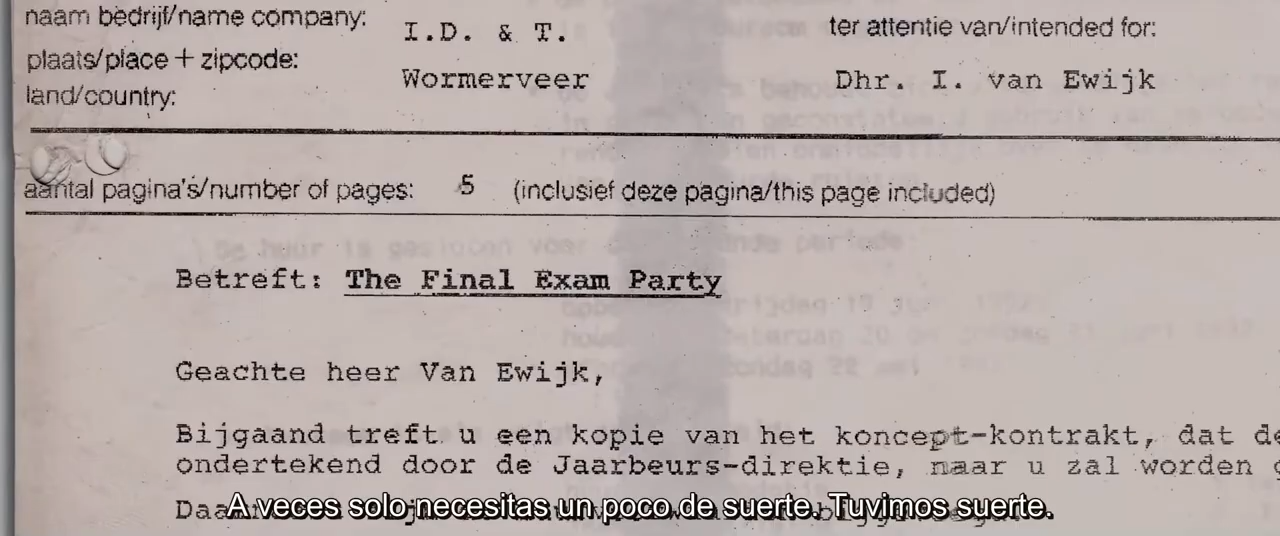 naam bedrijf/name company: I.D. & T. ter attentie van/intended for:
plaats/place + zipcode: Wormerveer Dhr. I. van Ewijk
land/country:
aantal pagina's/number of pages: 5 (inclusief deze pagina/this page included)
Betreft: The Final Exam Party
Geachte heer Van Ewijk,
Bijgaand treft u een kopie van het koncept-kontrakt, dat
ondertekend door de Jaarbeurs-direktie, naar u zal worden
A veces solo necesitas un poco de suerte. Tuvimos suerte.